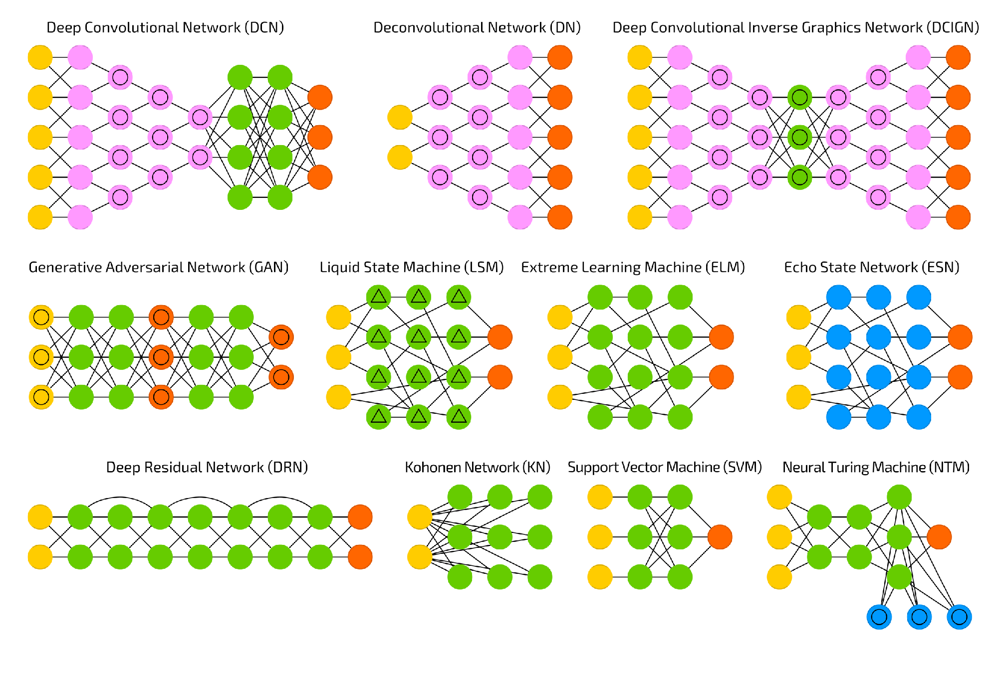 Deep Convolutional Network (DCN)
Deconvolutional Network (DN)
Deep Convolutional Inverse Graphics Network (DCIGN)
Generative Adversarial Network (GAN)
Liquid State Machine (LSM)
Extreme Learning Machine (ELM)
Echo State Network (ESN)
Deep Residual Network (DRN)
Kohonen Network (KN)
Support Vector Machine (SVM)
Neural Turing Machine (NTM)